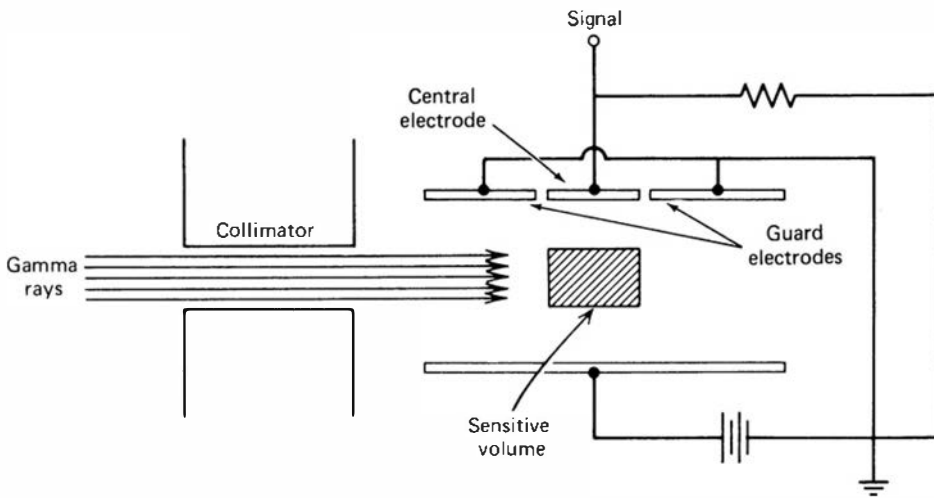 Signal
Central
electrode
Collimator
Guard
electrodes
Gamma
rays
Sensitive
volume